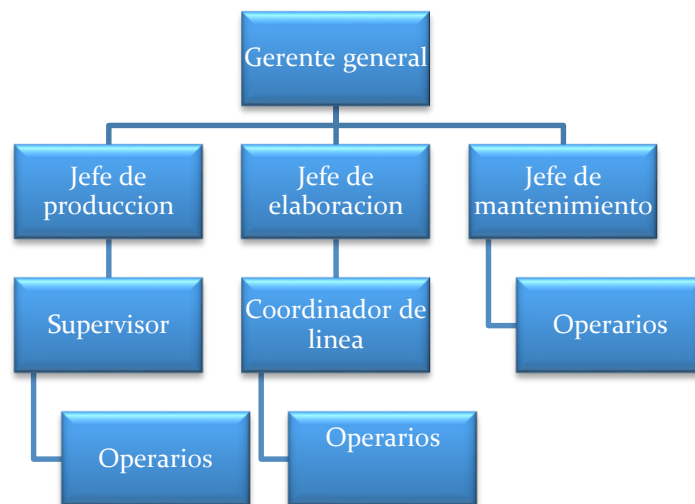 Gerente general
Jefe de
produccion
Jefe de
elaboracion
Jefe de
mantenimiento
Supervisor
Coordinador de
linea
Operarios
Operarios
Operarios